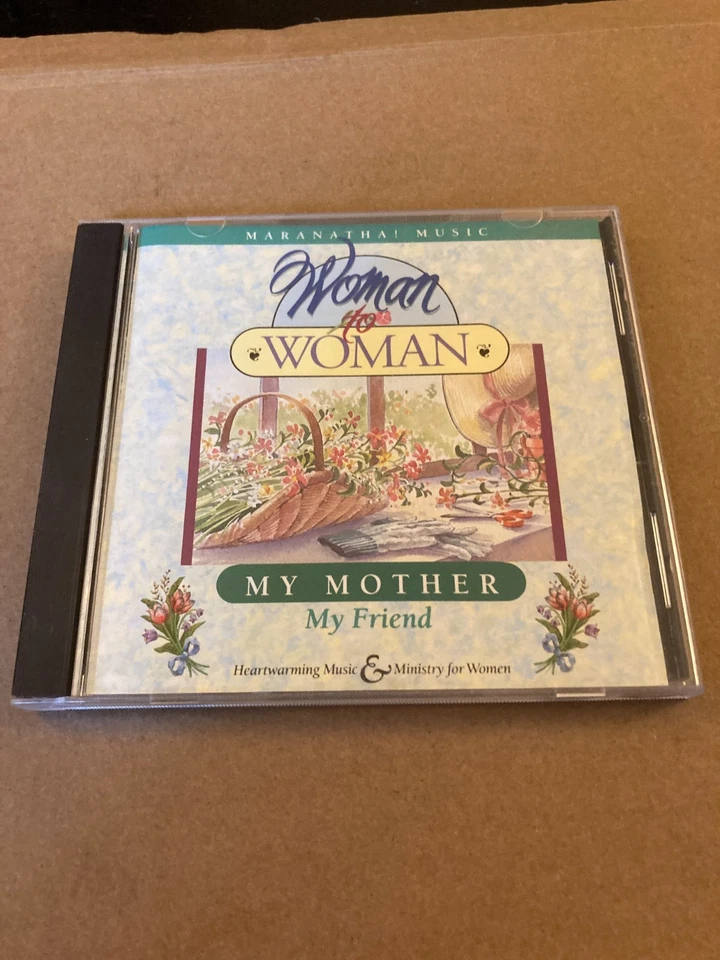 MARANATHA! MUSIC
Woman
to
WOMAN
MY MOTHER
My Friend
Heartwarming Music & Ministry for Women